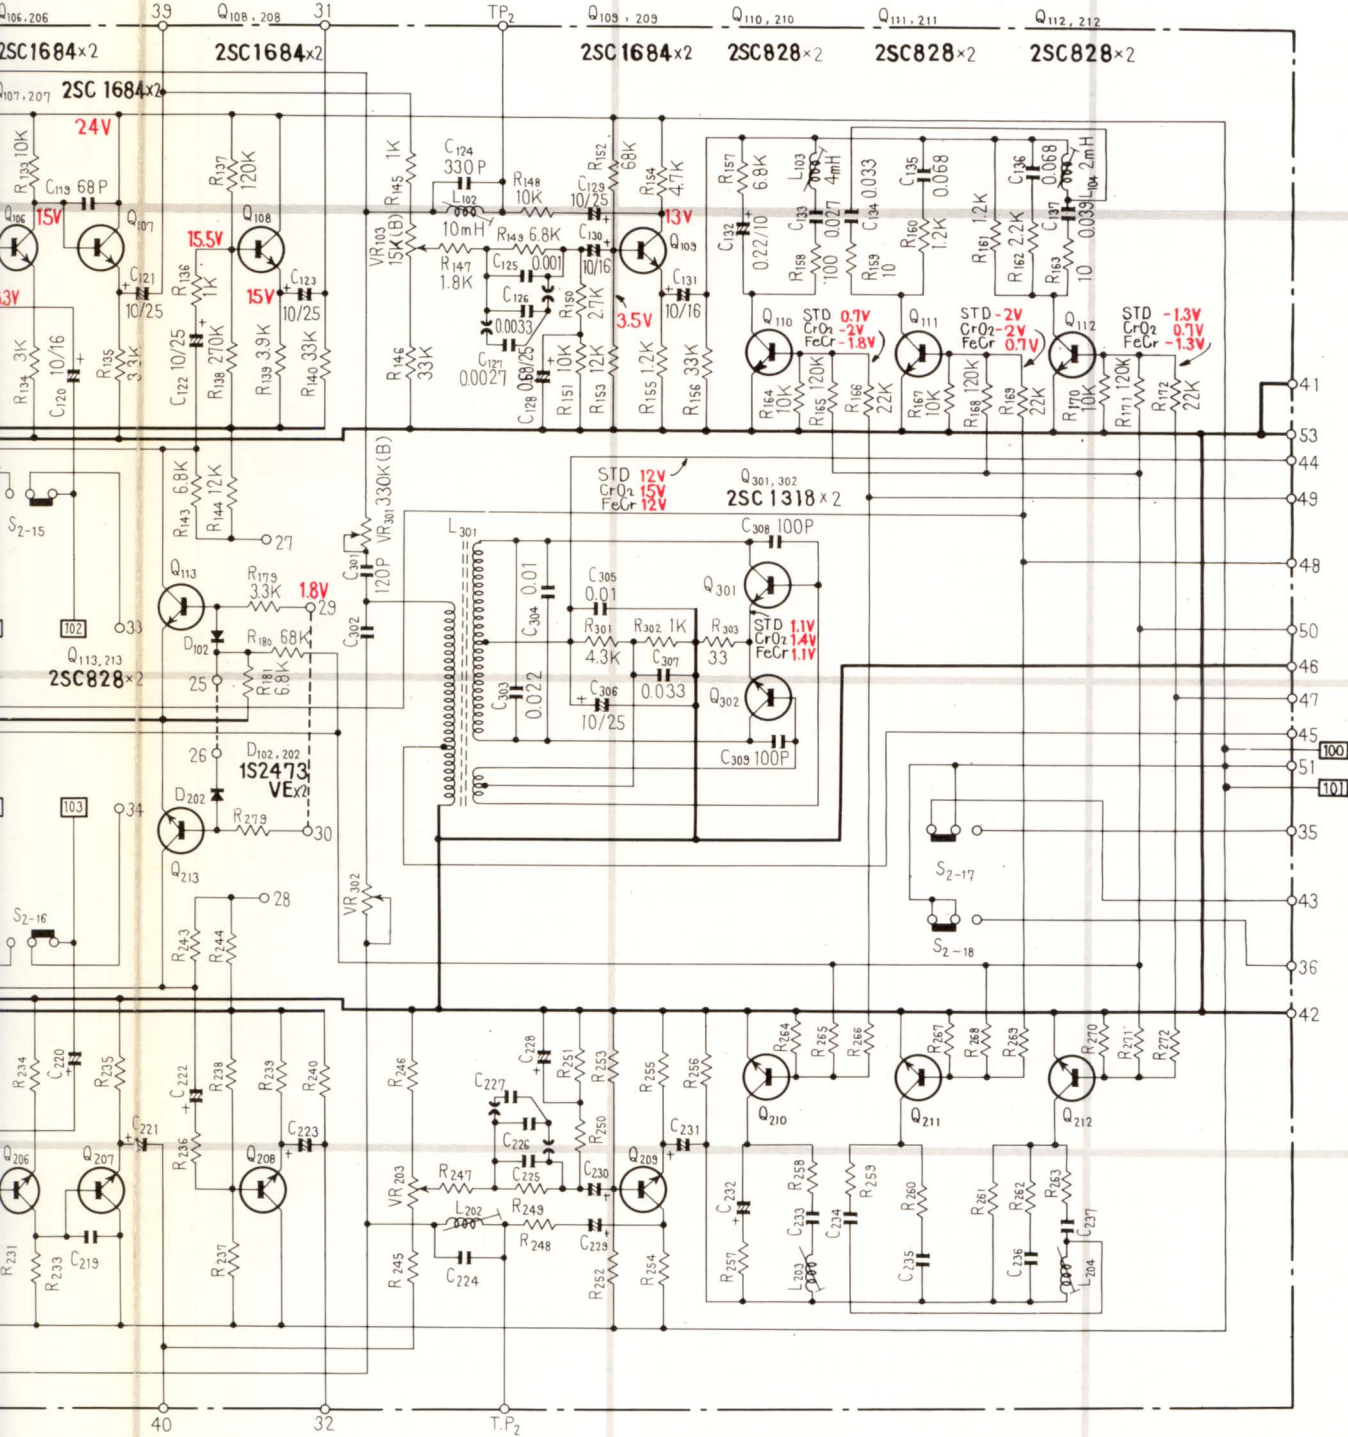 Q106,206
39
Q108, 208
31
TP2
Q109, 209
Q110, 210
Q111, 211
Q112, 212
2SC1684×2
2SC1684×2
2SC1684×2
2SC828×2
2SC828×2
2SC828×2
Q107,207
2SC 1684×2
24V
R133 10K
C119 68P
Q106
15V
Q107
C121
10/25
.3V
R134 3K
C120 10/16
R135 3.3K
R137
120K
15.5V
Q108
R136
1K
15V
C123
10/25
C122 10/25
R138 270K
R139 3.9K
R140 33K
R145 1K
VR103
15K(B)
R146
33K
C124
330P
L102
10mH
R147
1.8K
R148
10K
R149 6.8K
C125
0.001
C126
0.0033
C127
0.0027
C128 0.68/25
C129
10/25
C130
10/16
R150
27K
R151 10K
R152
68K
R153 12K
R154
4.7K
13V
Q109
C131
10/16
3.5V
R155 1.2K
R156 33K
R157
6.8K
C132
0.22/10
L103
4mH
C133
0.027
R158
100
C134
0.033
R159
10
C135
0.068
R160
1.2K
R161 1.2K
C136
0.068
R162 2.2K
L104
2mH
C137
0.039
R163
10
Q110
STD 0.7V
CrO2 -2V
FeCr -1.8V
Q111
STD -2V
CrO2 -2V
FeCr 0.7V
Q112
STD -1.3V
CrO2 0.7V
FeCr -1.3V
R164
10K
R165 120K
R166
22K
R167
10K
R168 120K
R169
22K
R170
10K
R171 120K
R172
22K
41
53
44
49
48
50
46
47
45
100
51
101
35
43
36
42
S2-15
R143 6.8K
R144 12K
27
VR301 330K(B)
C301
120P
C302
L301
STD 12V
CrO2 15V
FeCr 12V
Q301, 302
2SC1318×2
C308 100P
Q301
C304 0.01
C305
0.01
R301
4.3K
R302 1K
R303
33
C307
0.033
C303
0.022
C306
10/25
STD 1.1V
CrO2 1.4V
FeCr 1.1V
Q302
C309 100P
Q113
R179
3.3K
1.8V
29
102
33
D102
R180 68K
Q113,213
2SC828×2
25
R181
6.8K
26
D102,202
1S2473
VE×2
D202
103
34
R279
30
Q213
VR302
28
S2-16
R243
R244
S2-17
S2-18
R234
C220
R235
C222
R238
R239
R240
R246
C228
R251
R253
R255
R256
R264
R265
R266
R267
R268
R269
R270
R271
R272
C227
C226
C225
R250
C221
R236
C223
Q206
Q207
Q208
VR203
R247
L202
R249
R248
C224
C230
C229
Q209
C231
Q210
Q211
Q212
C232
R257
R258
C233
L203
R259
C234
R260
C235
R261
R262
C236
R263
C237
L204
R231
R233
C219
R237
R245
R252
R254
40
32
T.P2